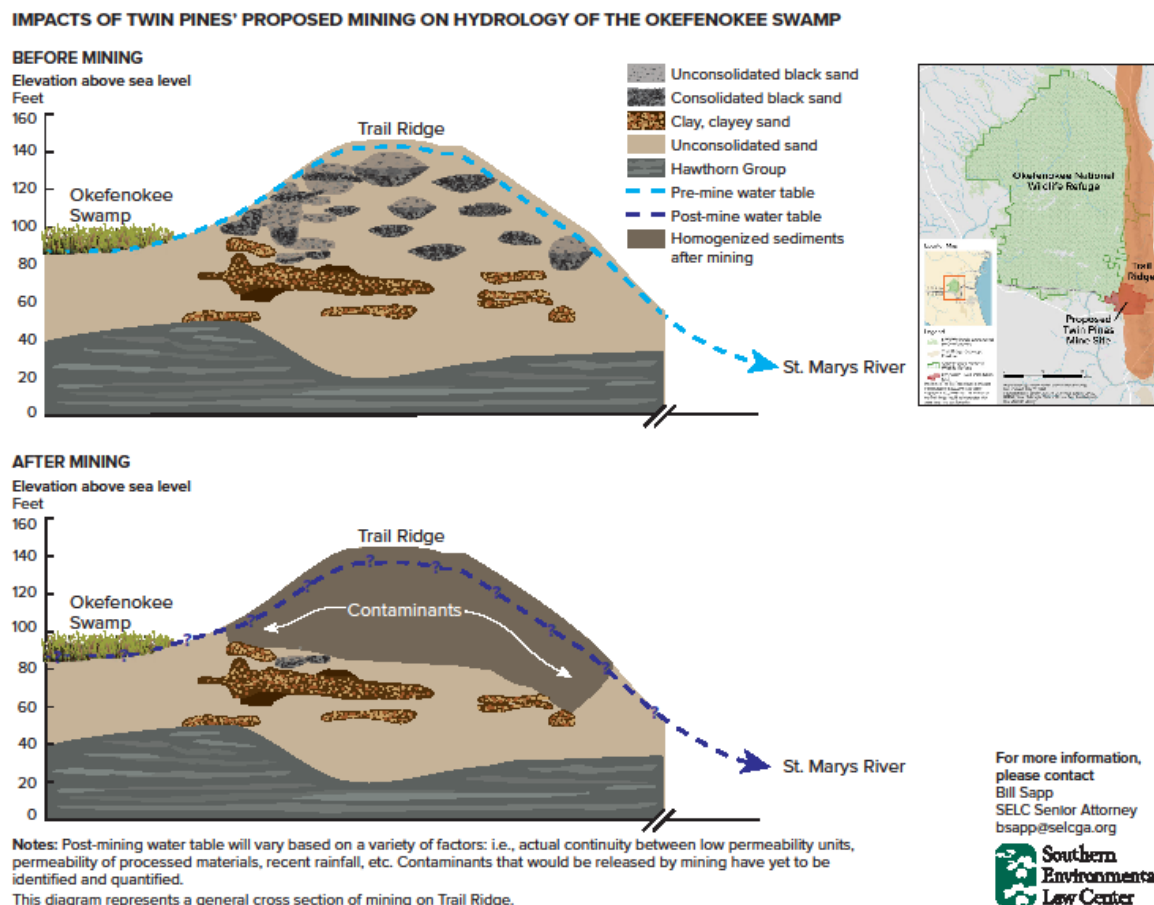 IMPACTS OF TWIN PINES' PROPOSED MINING ON HYDROLOGY OF THE OKEFENOKEE SWAMP
BEFORE MINING
Elevation above sea level
Feet
160
140
120
100
80
60
40
20
0
Trail Ridge
Okefenokee
Swamp
St. Marys River
Unconsolidated black sand
Consolidated black sand
Clay, clayey sand
Unconsolidated sand
Hawthorn Group
Pre-mine water table
Post-mine water table
Homogenized sediments
after mining
Okefenokee National
Wildlife Refuge
Trail
Ridge
Proposed
Twin Pines
Mine Site
Legend
AFTER MINING
Elevation above sea level
Feet
160
140
120
100
80
60
40
20
0
Trail Ridge
Okefenokee
Swamp
Contaminants
? ? ? ? ? ? ? ? ? ? ?
St. Marys River
Notes: Post-mining water table will vary based on a variety of factors: i.e., actual continuity between low permeability units,
permeability of processed materials, recent rainfall, etc. Contaminants that would be released by mining have yet to be
identified and quantified.
This diagram represents a general cross section of mining on Trail Ridge.
For more information,
please contact
Bill Sapp
SELC Senior Attorney
bsapp@selcga.org
Southern
Environmenta
Law Center